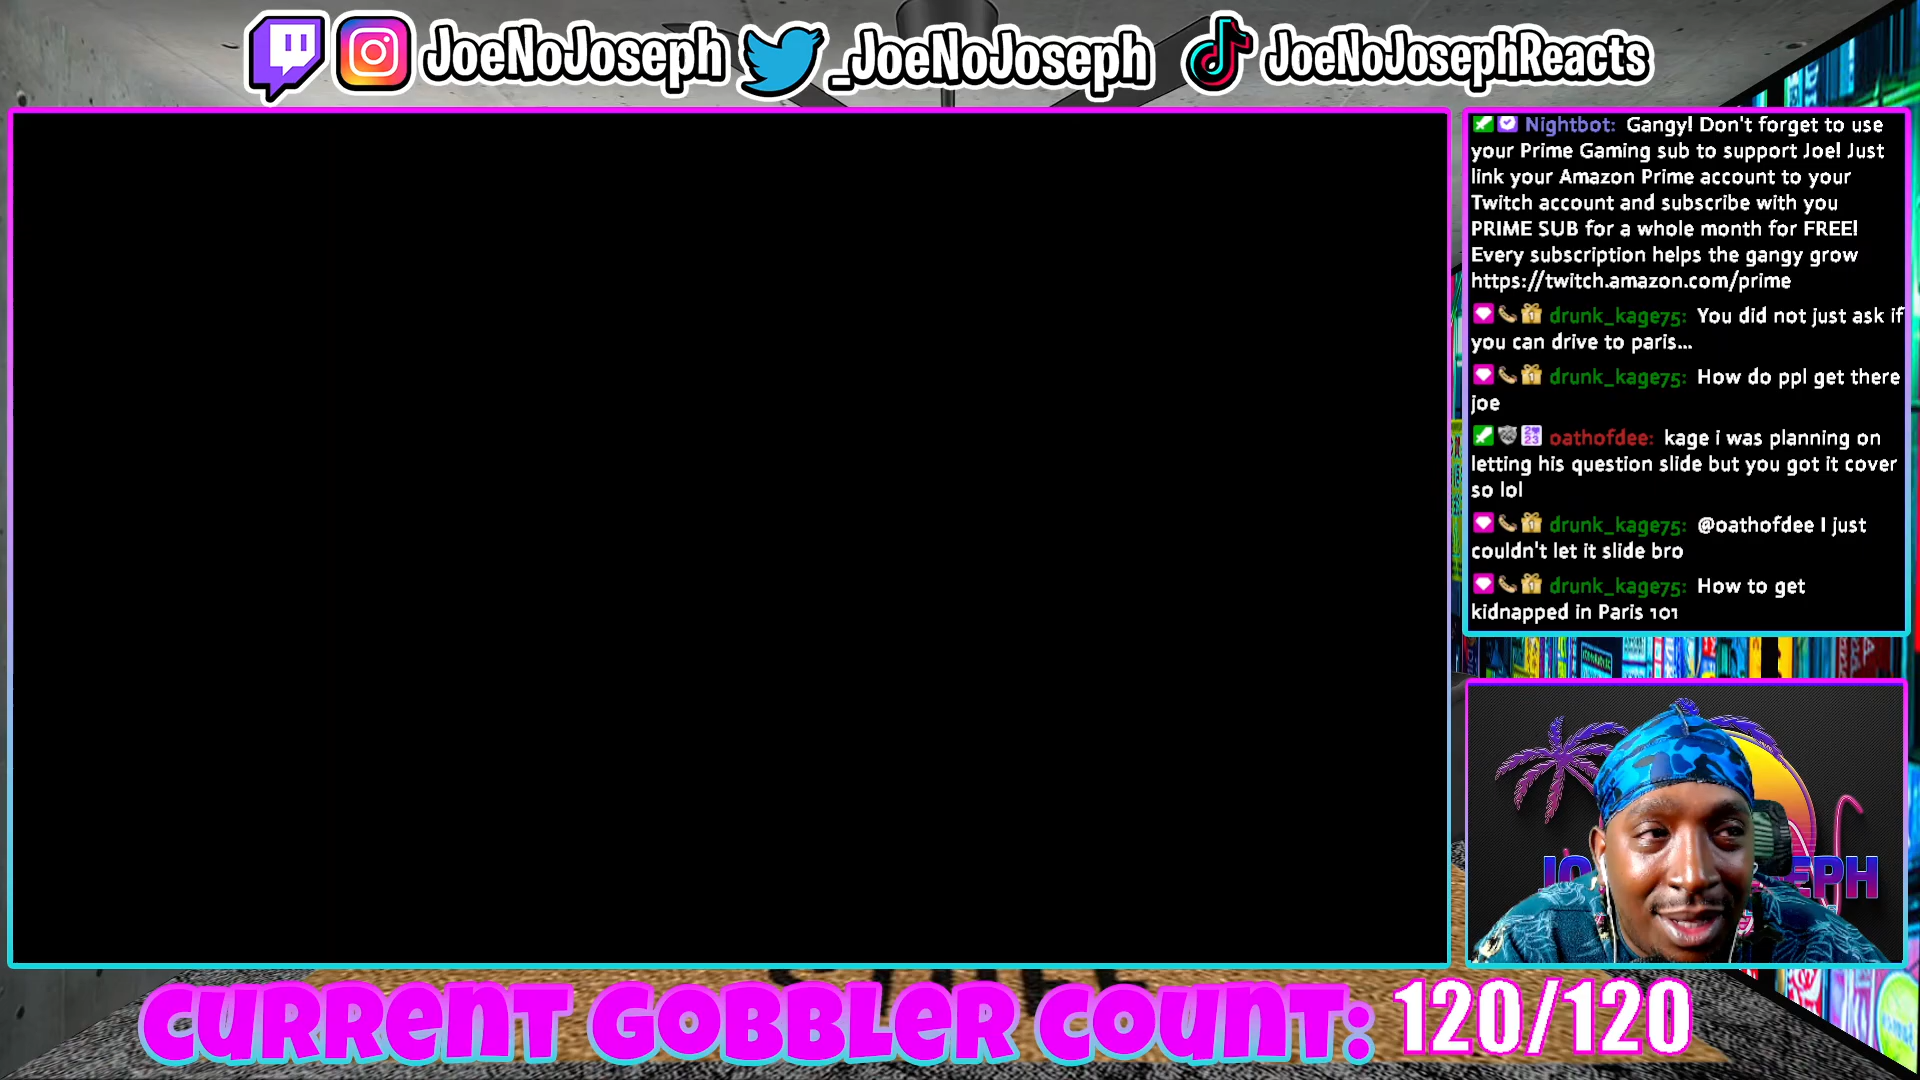 JoeNoJoseph _JoeNoJoseph JoeNoJosephReacts
Nightbot: Gangy! Don't forget to use
your Prime Gaming sub to support Joe! Just
link your Amazon Prime account to your
Twitch account and subscribe with you
PRIME SUB for a whole month for FREE!
Every subscription helps the gangy grow
https://twitch.amazon.com/prime
drunk_kage75: You did not just ask if
you can drive to paris...
drunk_kage75: How do ppl get there
joe
oathofdee: kage i was planning on
letting his question slide but you got it cover
so lol
drunk_kage75: @oathofdee I just
couldn't let it slide bro
drunk_kage75: How to get
kidnapped in Paris 101
JO EPH
CURRENT GOBBLER COUNT: 120/120